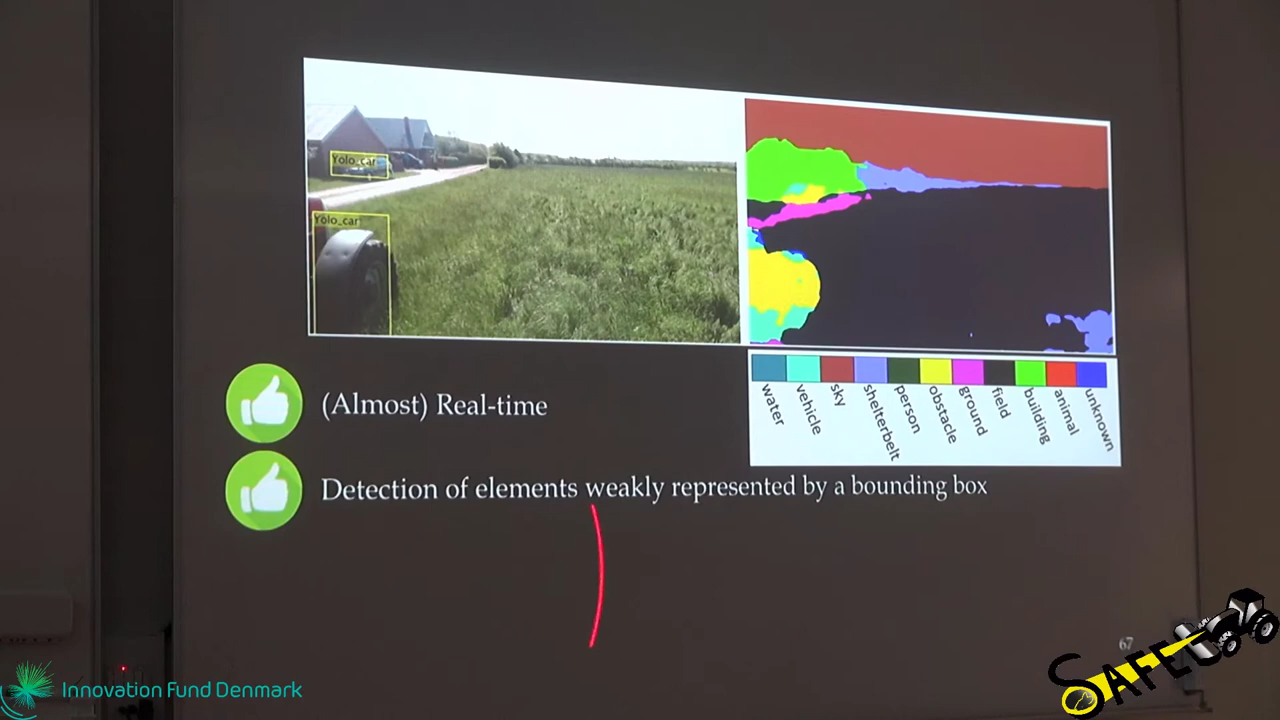 Yolo_car
Yolo_car
water
vehicle
sky
shelterbelt
person
obstacle
ground
field
building
animal
unknown
(Almost) Real-time
Detection of elements weakly represented by a bounding box
67
Innovation Fund Denmark
SAFE